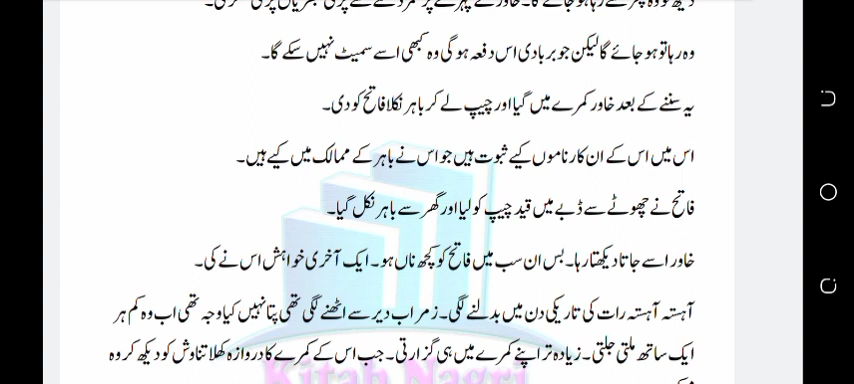 وہ رہا تو ہو جائے گا لیکن جو بربادی اس دفعہ ہوگی وہ کبھی اسے سمیٹ نہیں سکے گا۔
یہ سننے کے بعد خاور کمرے میں گیا اور چیپ لے کر باہر نکلا فاتح کو دی۔
اس میں اس کے ان کارناموں کیے ثبوت ہیں جو اس نے باہر کے ممالک میں کیے ہیں۔
فاتح نے چھوٹے سے ڈبے میں قید چیپ کو لیا اور گھر سے باہر نکل گیا۔
خاور اسے جاتا دیکھتا رہا۔ بس ان سب میں فاتح کو کچھ ناں ہو۔ ایک آخری خواہش اس نے کی۔
آہستہ آہستہ رات کی تاریکی دن میں بدلنے لگی۔ زمر اب دیر سے اٹھنے لگی تھی پتا نہیں کیا وجہ تھی اب وہ کم ہر
ایک ساتھ ملتی جلتی۔ زیادہ تر اپنے کمرے میں ہی گزارتی۔ جب اس کے کمرے کا دروازہ کھلا تناوش کو دیکھ کر وہ
Kitab Nagri